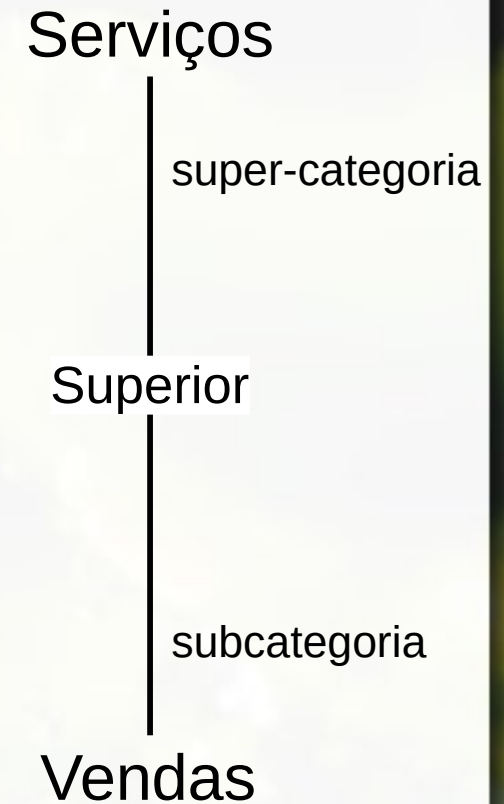 Serviços
super-categoria
Superior
subcategoria
Vendas